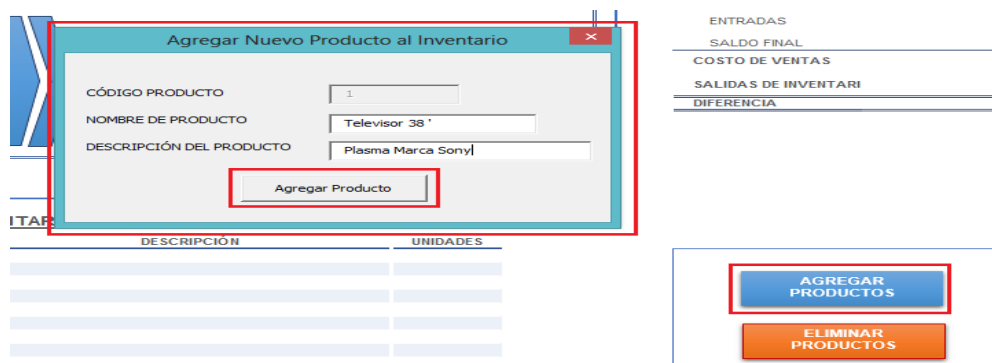 Agregar Nuevo Producto al Inventario
×
CÓDIGO PRODUCTO
1
NOMBRE DE PRODUCTO
Televisor 38 '
DESCRIPCIÓN DEL PRODUCTO
Plasma Marca Sony
Agregar Producto
ENTRADAS
SALDO FINAL
COSTO DE VENTAS
SALIDAS DE INVENTARI
DIFERENCIA
ITAR
DESCRIPCIÓN
UNIDADES
AGREGAR
PRODUCTOS
ELIMINAR
PRODUCTOS